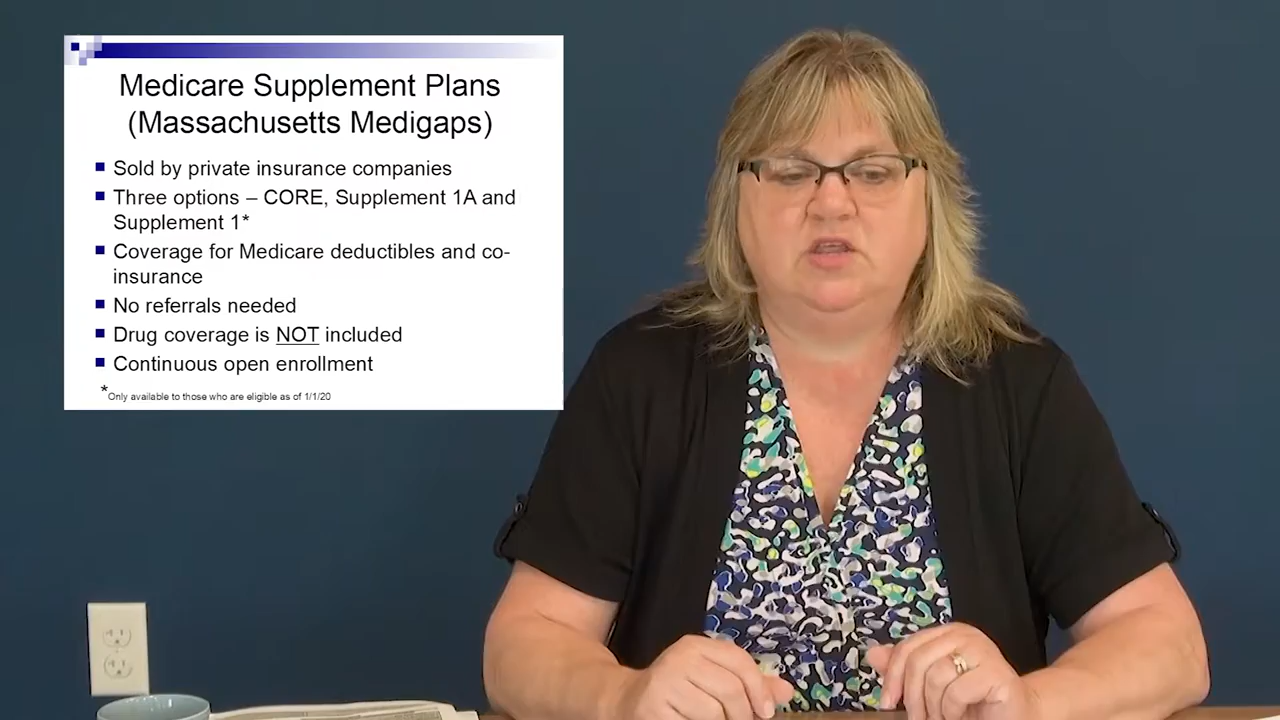 Medicare Supplement Plans
(Massachusetts Medigaps)
Sold by private insurance companies
Three options – CORE, Supplement 1A and
Supplement 1*
Coverage for Medicare deductibles and co-
insurance
No referrals needed
Drug coverage is NOT included
Continuous open enrollment
*Only available to those who are eligible as of 1/1/20